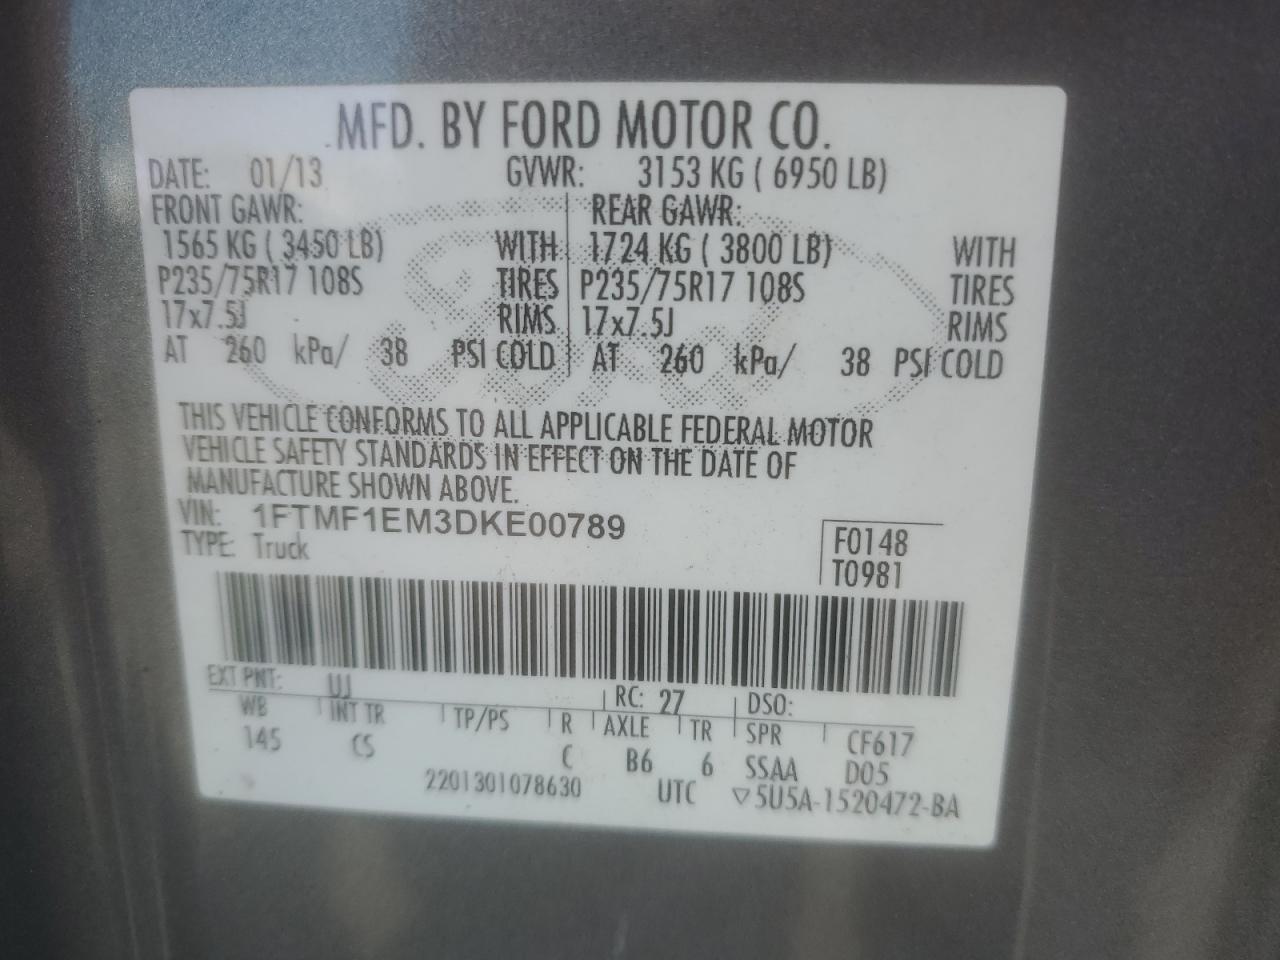 MFD. BY FORD MOTOR CO.
DATE: 01/13 GVWR: 3153 KG ( 6950 LB)
FRONT GAWR: REAR GAWR:
1565 KG ( 3450 LB) WITH 1724 KG ( 3800 LB) WITH
P235/75R17 108S TIRES P235/75R17 108S TIRES
17x7.5J RIMS 17x7.5J RIMS
AT 260 kPa/ 38 PSI COLD AT 260 kPa/ 38 PSI COLD
Ford
THIS VEHICLE CONFORMS TO ALL APPLICABLE FEDERAL MOTOR
VEHICLE SAFETY STANDARDS IN EFFECT ON THE DATE OF
MANUFACTURE SHOWN ABOVE.
VIN: 1FTMF1EM3DKE00789
TYPE: Truck
F0148
T0981
EXT PNT: UJ RC: 27 DSO:
WB INT TR TP/PS R AXLE TR SPR CF617
145 CS C B6 6 SSAA D05
2201301078630 UTC ▽5U5A-1520472-BA